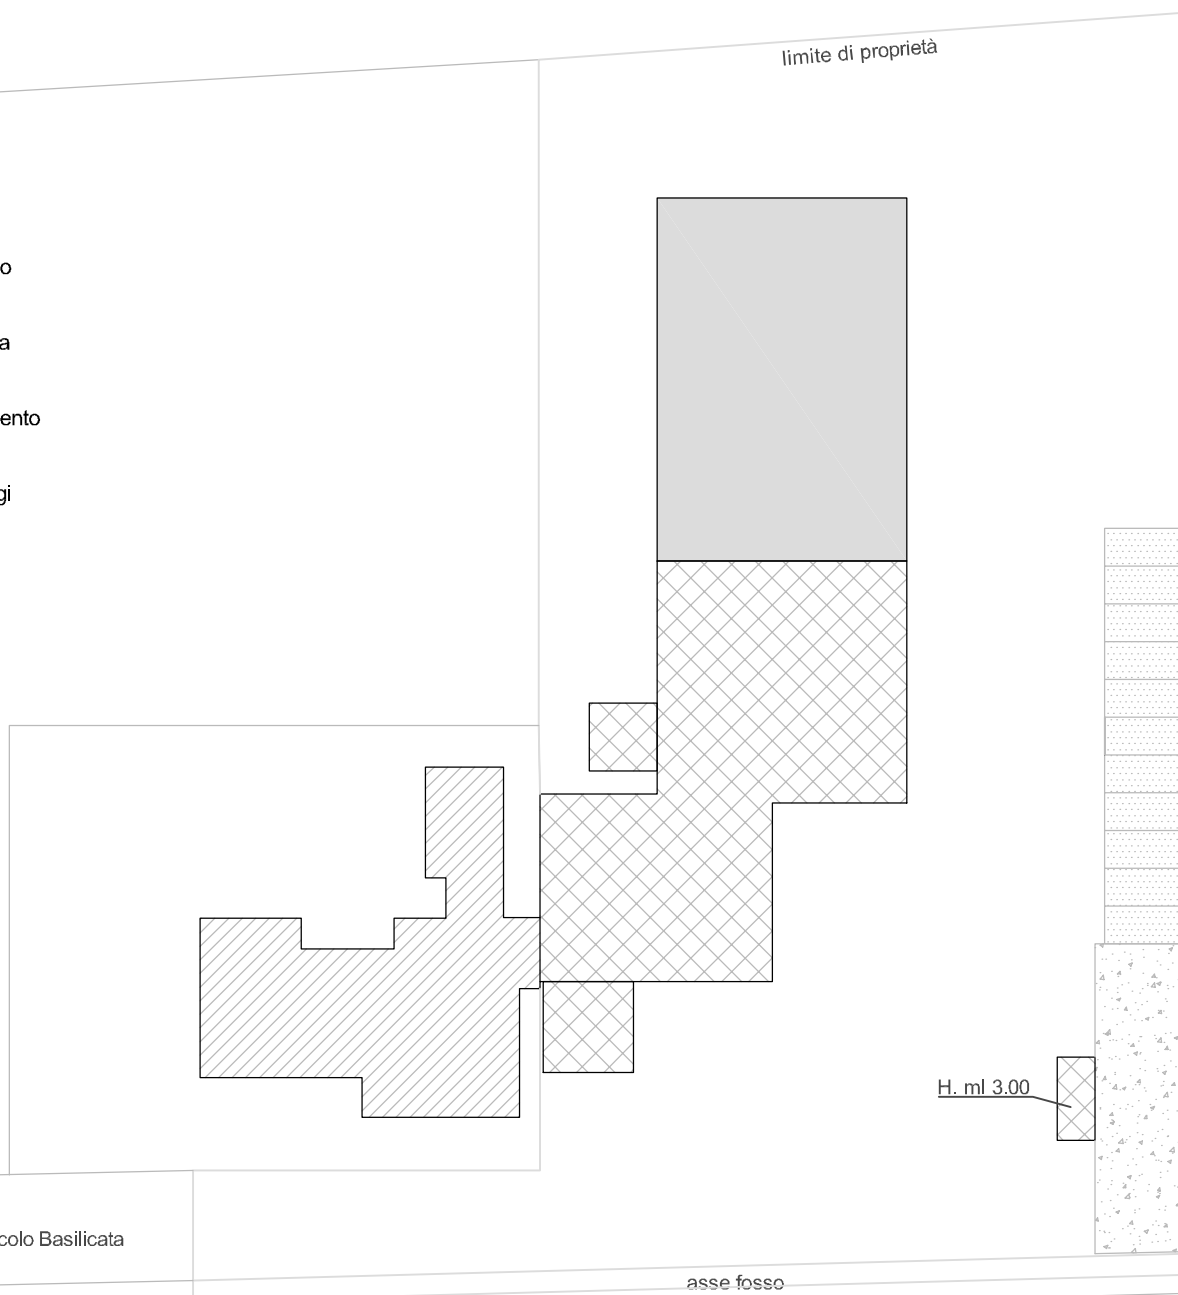 limite di proprietà
o
a
ento
gi
H. ml 3.00
colo Basilicata
asse fosso